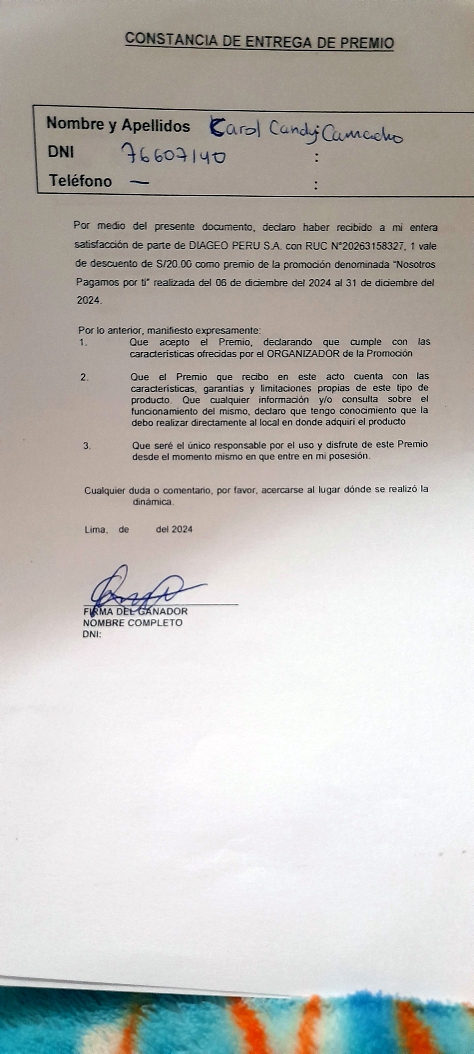 CONSTANCIA DE ENTREGA DE PREMIO
Nombre y Apellidos Carol Candy Camacho
DNI 76607140 :
Teléfono — :
Por medio del presente documento, declaro haber recibido a mi entera
satisfacción de parte de DIAGEO PERU S.A. con RUC N°20263158327, 1 vale
de descuento de S/20.00 como premio de la promoción denominada "Nosotros
Pagamos por ti" realizada del 06 de diciembre del 2024 al 31 de diciembre del
2024.
Por lo anterior, manifiesto expresamente:
1. Que acepto el Premio, declarando que cumple con las
características ofrecidas por el ORGANIZADOR de la Promoción
2. Que el Premio que recibo en este acto cuenta con las
características, garantías y limitaciones propias de este tipo de
producto. Que cualquier información y/o consulta sobre el
funcionamiento del mismo, declaro que tengo conocimiento que la
debo realizar directamente al local en donde adquirí el producto
3. Que seré el único responsable por el uso y disfrute de este Premio
desde el momento mismo en que entre en mi posesión.
Cualquier duda o comentario, por favor, acercarse al lugar dónde se realizó la
dinámica.
Lima, de del 2024
FIRMA DEL GANADOR
NOMBRE COMPLETO
DNI: